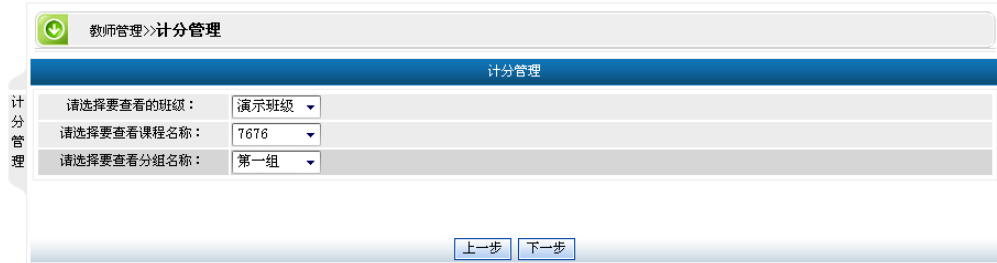 教师管理>>计分管理
计分管理
计分管理
请选择要查看的班级：演示班级
请选择要查看课程名称：7676
请选择要查看分组名称：第一组
上一步 下一步